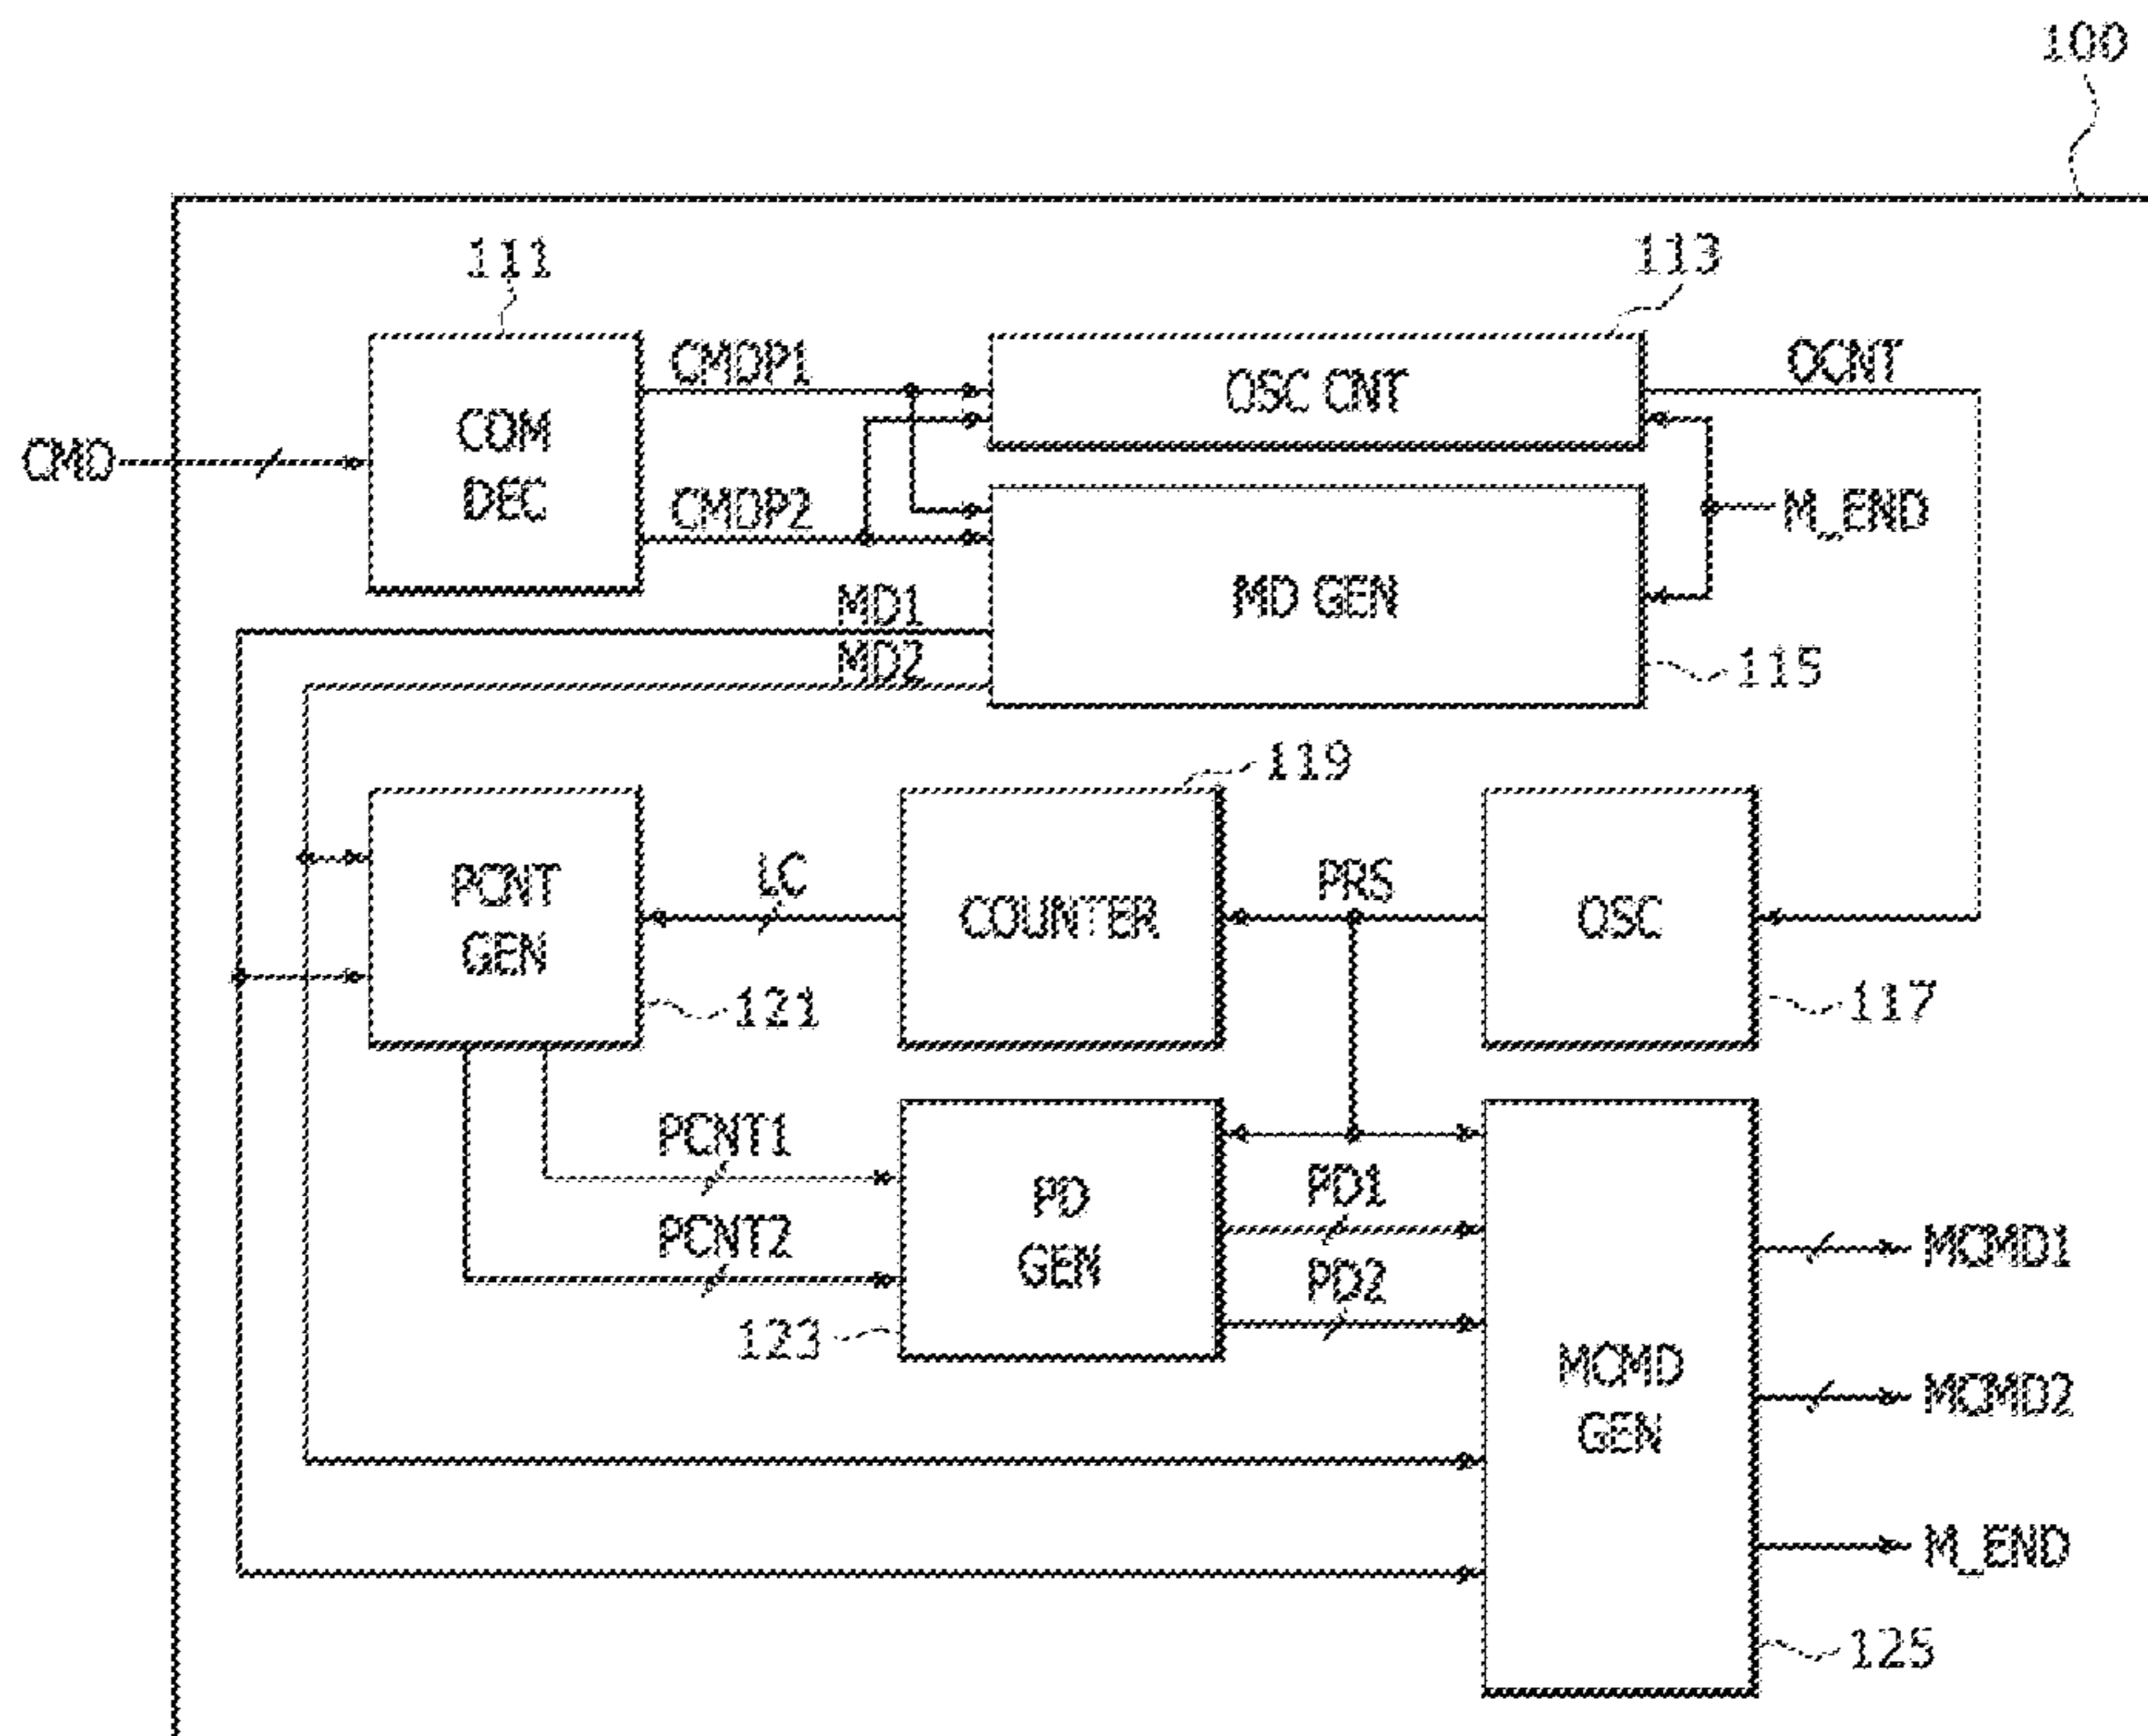 100
111
113
CMDP1
OCNT
OSC CNT
COM
DEC
CMD
CMDP2
M_END
MD GEN
MD1
MD2
115
119
PCNT
GEN
LC
COUNTER
PRS
OSC
121
117
PCNT1
PD1
PD
GEN
PCNT2
PD2
MCMD1
123
MCMD
GEN
MCMD2
M_END
125